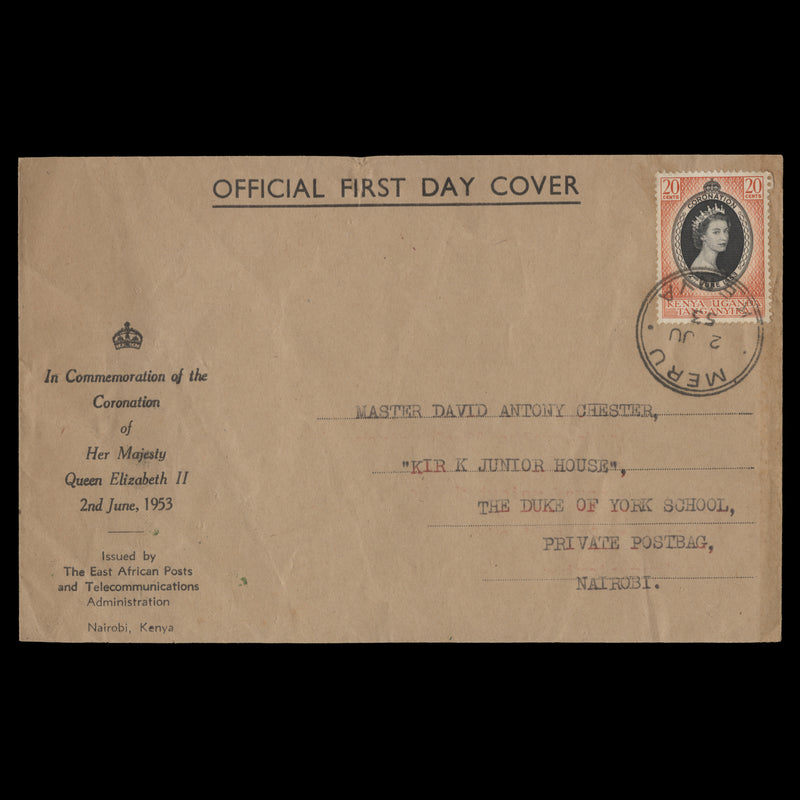 OFFICIAL FIRST DAY COVER
20 CENTS 20 CENTS
CORONATION
KENYA UGANDA
TANGANYIKA
MERU
2 JU
53
In Commemoration of the
Coronation
of
Her Majesty
Queen Elizabeth II
2nd June, 1953
Issued by
The East African Posts
and Telecommunications
Administration
Nairobi, Kenya
MASTER DAVID ANTONY CHESTER,
"KIR K JUNIOR HOUSE",
THE DUKE OF YORK SCHOOL,
PRIVATE POSTBAG,
NAIROBI.